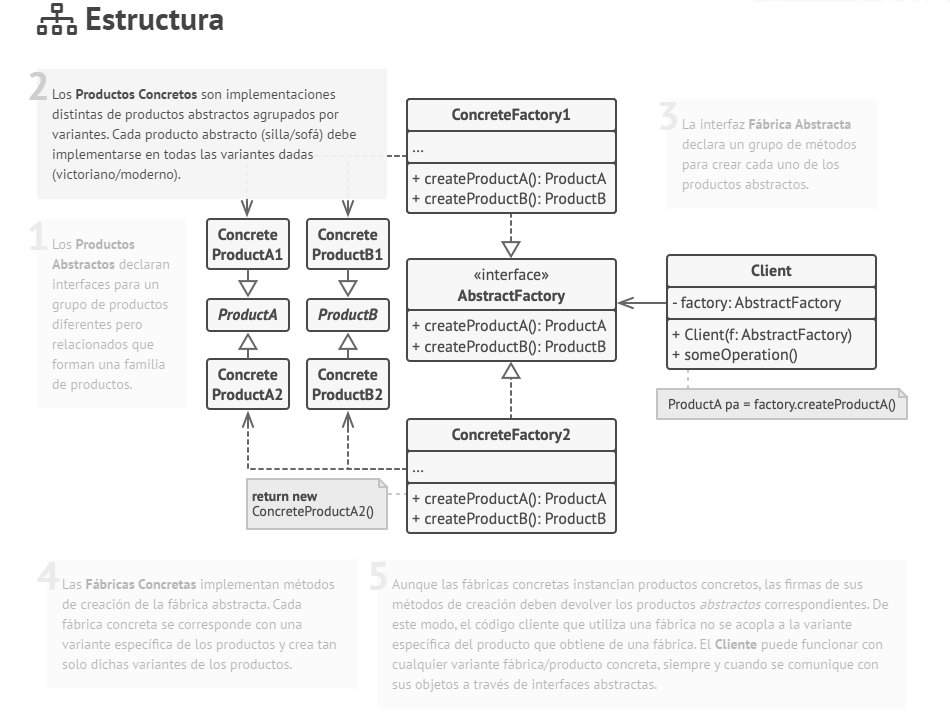 Estructura
2
Los Productos Concretos son implementaciones
distintas de productos abstractos agrupados por
variantes. Cada producto abstracto (silla/sofá) debe
implementarse en todas las variantes dadas
(victoriano/moderno).
1
Los Productos
Abstractos declaran
interfaces para un
grupo de productos
diferentes pero
relacionados que
forman una familia
de productos.
Concrete
ProductA1
Concrete
ProductB1
ProductA
ProductB
Concrete
ProductA2
Concrete
ProductB2
return new
ConcreteProductA2()
ConcreteFactory1
...
+ createProductA(): ProductA
+ createProductB(): ProductB
«interface»
AbstractFactory
+ createProductA(): ProductA
+ createProductB(): ProductB
ConcreteFactory2
...
+ createProductA(): ProductA
+ createProductB(): ProductB
3
La interfaz Fábrica Abstracta
declara un grupo de métodos
para crear cada uno de los
productos abstractos.
Client
- factory: AbstractFactory
+ Client(f: AbstractFactory)
+ someOperation()
ProductA pa = factory.createProductA()
4
Las Fábricas Concretas implementan métodos
de creación de la fábrica abstracta. Cada
fábrica concreta se corresponde con una
variante específica de los productos y crea tan
solo dichas variantes de los productos.
5
Aunque las fábricas concretas instancian productos concretos, las firmas de sus
métodos de creación deben devolver los productos abstractos correspondientes. De
este modo, el código cliente que utiliza una fábrica no se acopla a la variante
específica del producto que obtiene de una fábrica. El Cliente puede funcionar con
cualquier variante fábrica/producto concreta, siempre y cuando se comunique con
sus objetos a través de interfaces abstractas.